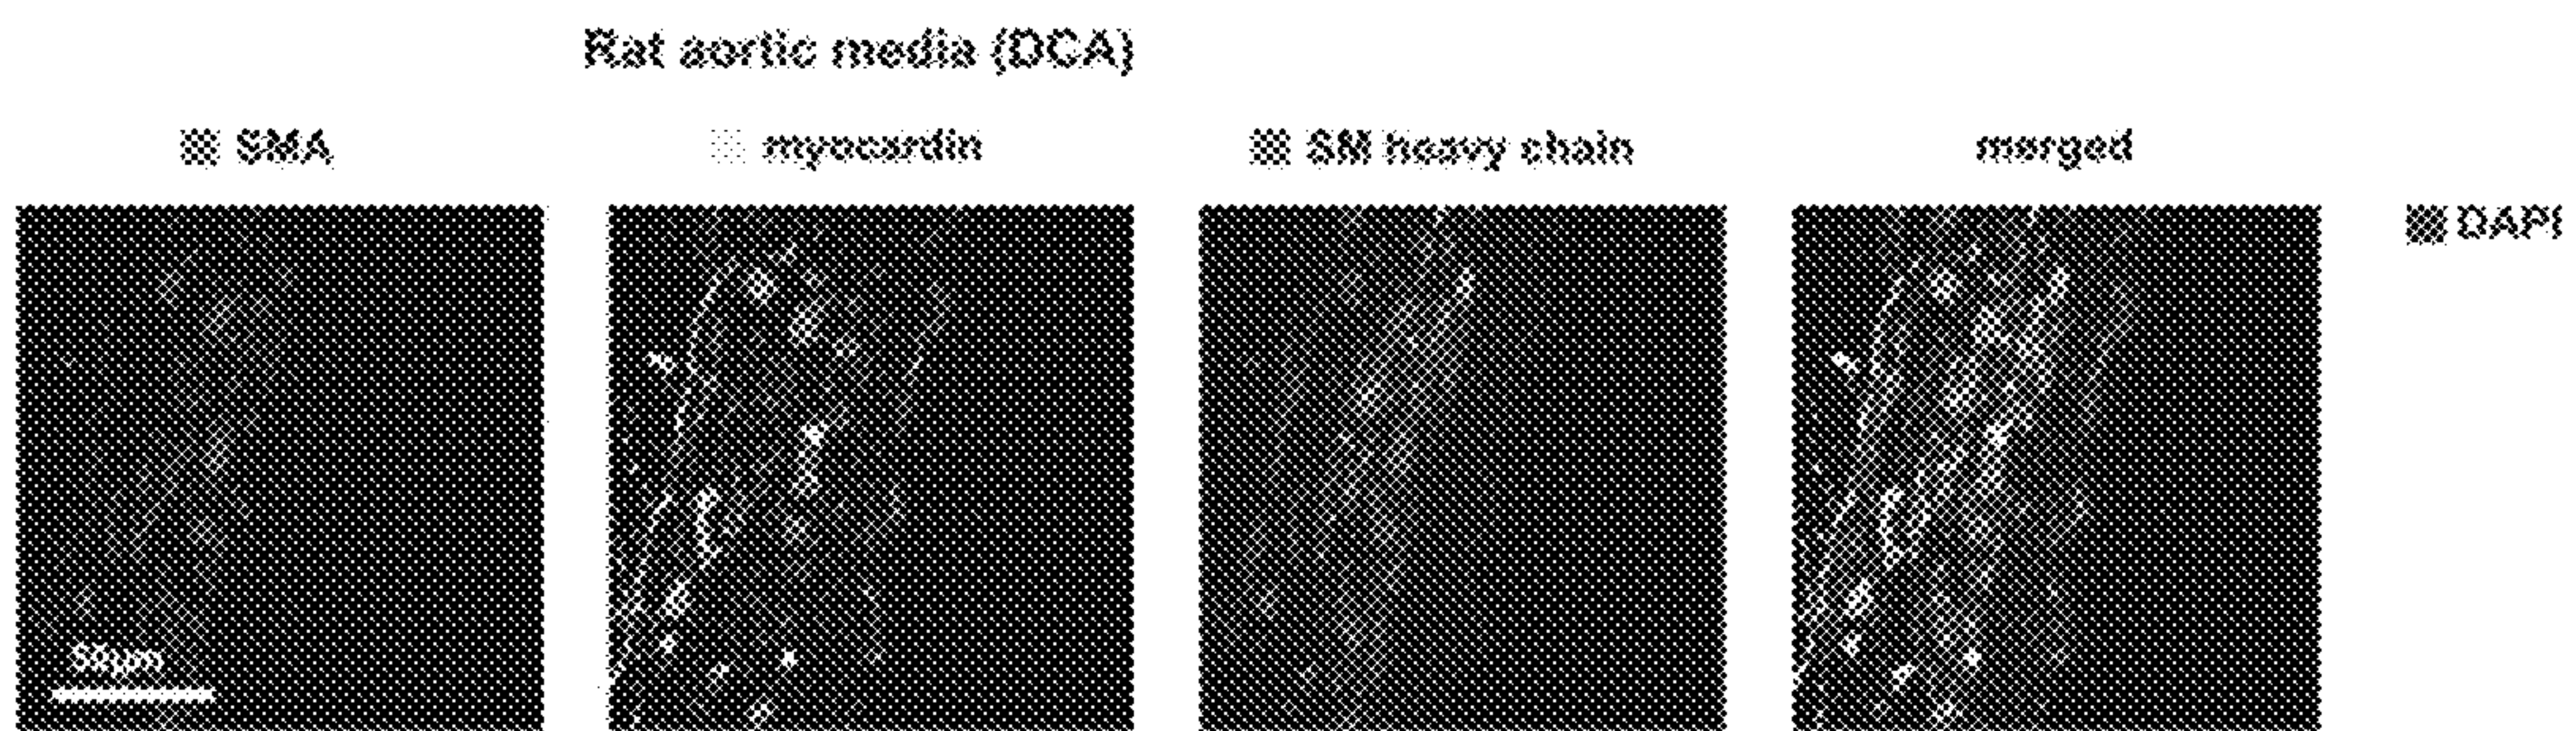 Rat aortic media (DCA)
SMA
myocardin
SM heavy chain
merged
DAPI
50μm